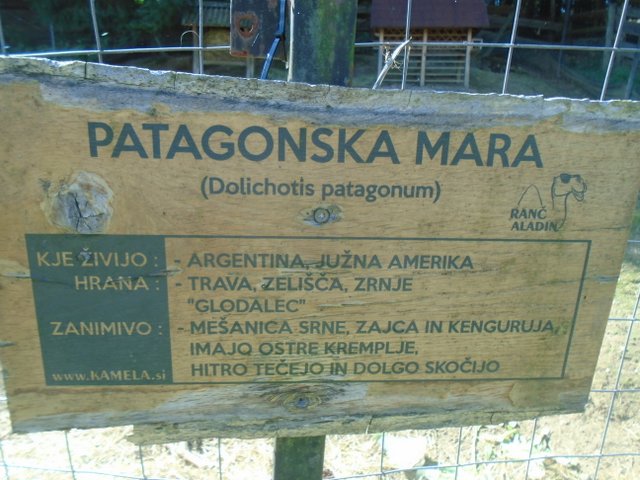 PATAGONSKA MARA
(Dolichotis patagonum)
RANČ
ALADIN
KJE ŽIVIJO : - ARGENTINA, JUŽNA AMERIKA
HRANA : - TRAVA, ZELIŠČA, ZRNJE
"GLODALEC"
ZANIMIVO : - MEŠANICA SRNE, ZAJCA IN KENGURUJA,
IMAJO OSTRE KREMPLJE,
HITRO TEČEJO IN DOLGO SKOČIJO
www.KAMELA.si